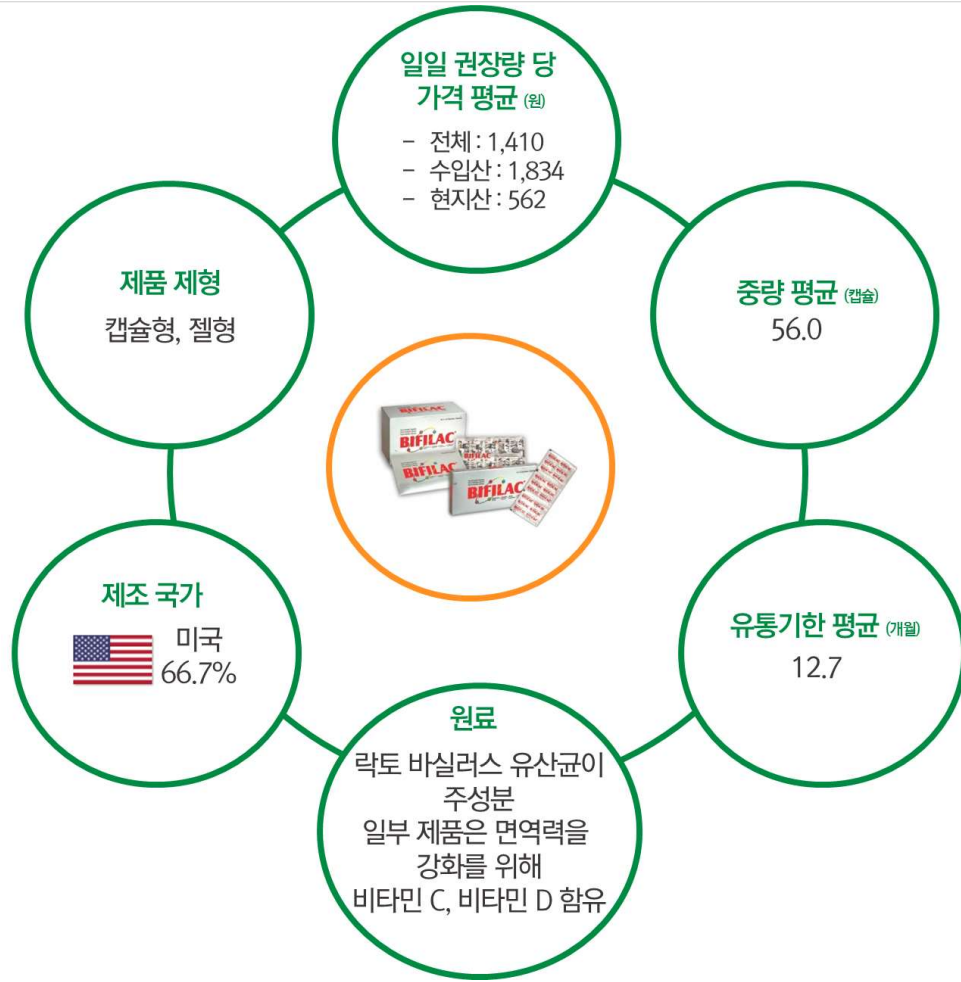 일일 권장량 당
가격 평균 (원)
- 전체 : 1,410
- 수입산 : 1,834
- 현지산 : 562
제품 제형
캡슐형, 젤형
중량 평균 (캡슐)
56.0
BIFILAC
BIFILAC
BIFILAC
BIFILAC
제조 국가
미국
66.7%
유통기한 평균 (개월)
12.7
원료
락토 바실러스 유산균이
주성분
일부 제품은 면역력을
강화를 위해
비타민 C, 비타민 D 함유